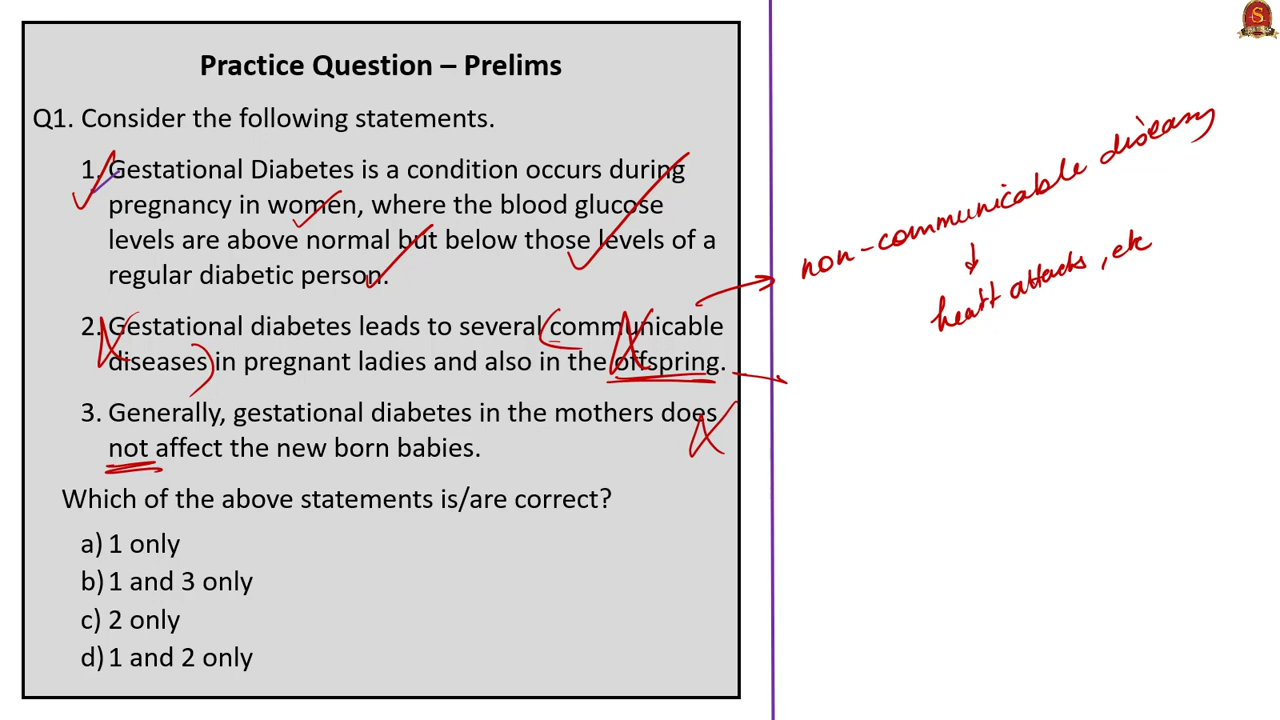 Practice Question – Prelims
Q1. Consider the following statements.
1. Gestational Diabetes is a condition occurs during
pregnancy in women, where the blood glucose
levels are above normal but below those levels of a
regular diabetic person.
2. Gestational diabetes leads to several communicable
diseases in pregnant ladies and also in the offspring.
3. Generally, gestational diabetes in the mothers does
not affect the new born babies.
Which of the above statements is/are correct?
a) 1 only
b) 1 and 3 only
c) 2 only
d) 1 and 2 only
non-communicable diseases
heart attacks, etc
S